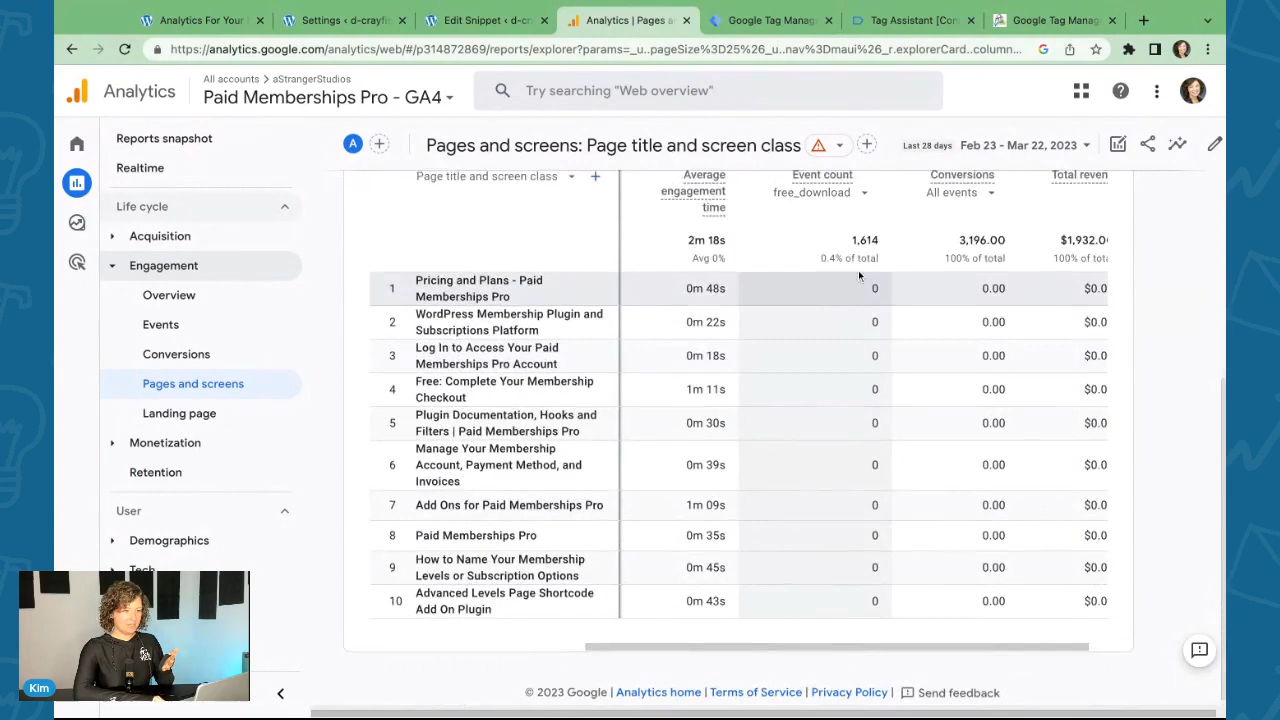 Analytics For Your
Settings ‹ d-crayfis
Edit Snippet ‹ d-cr
Analytics | Pages a
Google Tag Manag
Tag Assistant [Con
Google Tag Manag
https://analytics.google.com/analytics/web/#/p314872869/reports/explorer?params=_u..pageSize%3D25%26_u..nav%3Dmaui%26_r.explorerCard..column...
Analytics
All accounts > aStrangerStudios
Paid Memberships Pro - GA4
Try searching "Web overview"
Reports snapshot
Realtime
Life cycle
Acquisition
Engagement
Overview
Events
Conversions
Pages and screens
Landing page
Monetization
Retention
User
Demographics
A
Pages and screens: Page title and screen class
Last 28 days Feb 23 - Mar 22, 2023
Page title and screen class
Average
engagement
time
Event count
free_download
Conversions
All events
Total reven
2m 18s 1,614 3,196.00 $1,932.0
Avg 0% 0.4% of total 100% of total 100% of tota
1 Pricing and Plans - Paid
Memberships Pro 0m 48s 0 0.00 $0.0
2 WordPress Membership Plugin and
Subscriptions Platform 0m 22s 0 0.00 $0.0
3 Log In to Access Your Paid
Memberships Pro Account 0m 18s 0 0.00 $0.0
4 Free: Complete Your Membership
Checkout 1m 11s 0 0.00 $0.0
5 Plugin Documentation, Hooks and
Filters | Paid Memberships Pro 0m 30s 0 0.00 $0.0
6 Manage Your Membership
Account, Payment Method, and
Invoices 0m 39s 0 0.00 $0.0
7 Add Ons for Paid Memberships Pro 1m 09s 0 0.00 $0.0
8 Paid Memberships Pro 0m 35s 0 0.00 $0.0
9 How to Name Your Membership
Levels or Subscription Options 0m 45s 0 0.00 $0.0
10 Advanced Levels Page Shortcode
Add On Plugin 0m 43s 0 0.00 $0.0
© 2023 Google | Analytics home | Terms of Service | Privacy Policy | Send feedback
Kim